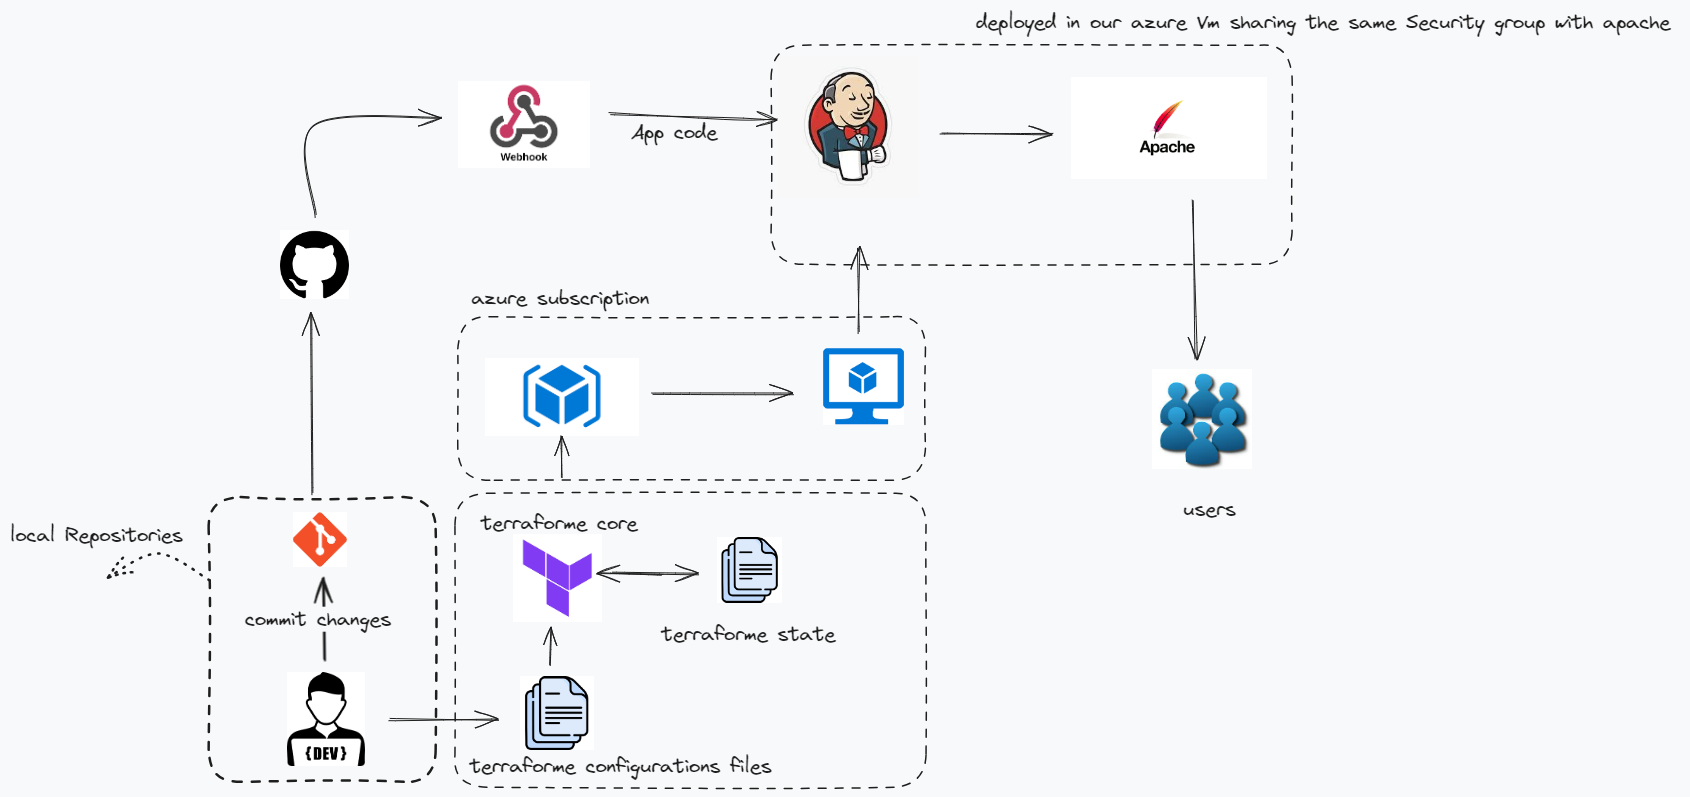 deployed in our azure Vm sharing the same Security group with apache
Webhook
App code
Apache
azure subscription
users
local Repositories
commit changes
{DEV}
terraforme core
terraforme state
terraforme configurations files